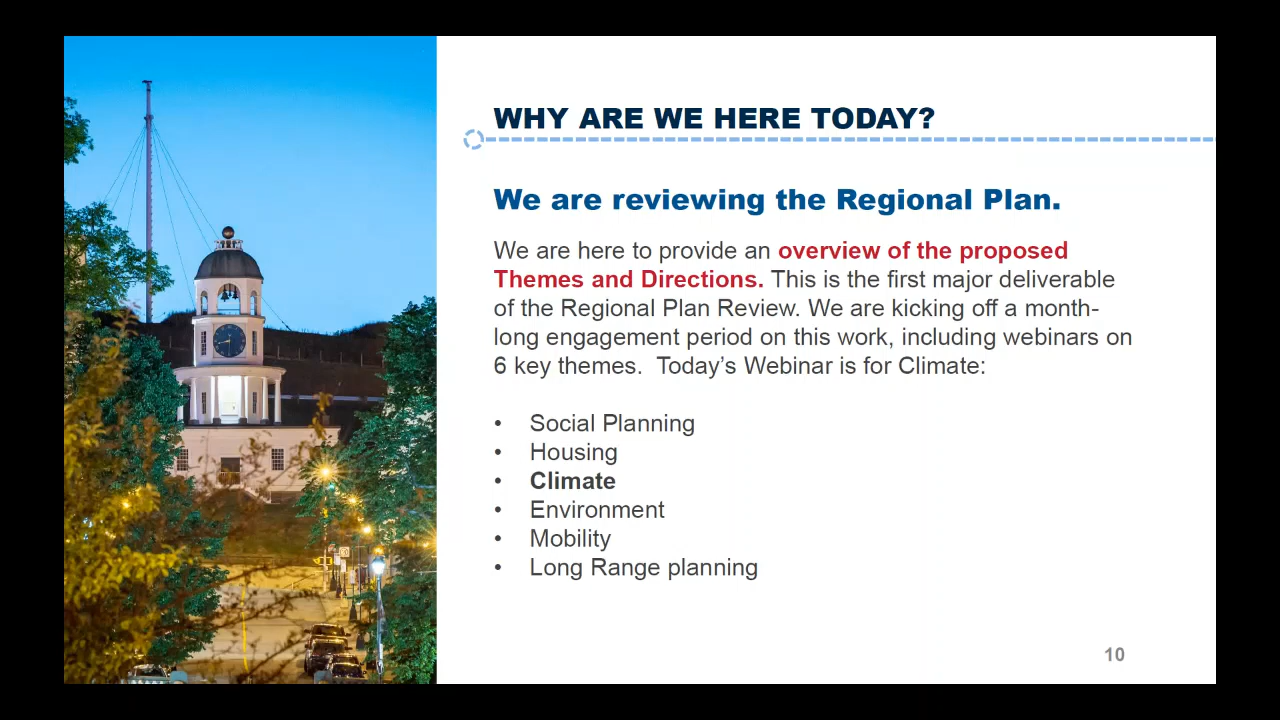 WHY ARE WE HERE TODAY?
We are reviewing the Regional Plan.
We are here to provide an overview of the proposed
Themes and Directions. This is the first major deliverable
of the Regional Plan Review. We are kicking off a month-
long engagement period on this work, including webinars on
6 key themes.  Today’s Webinar is for Climate:
• Social Planning
• Housing
• Climate
• Environment
• Mobility
• Long Range planning
10